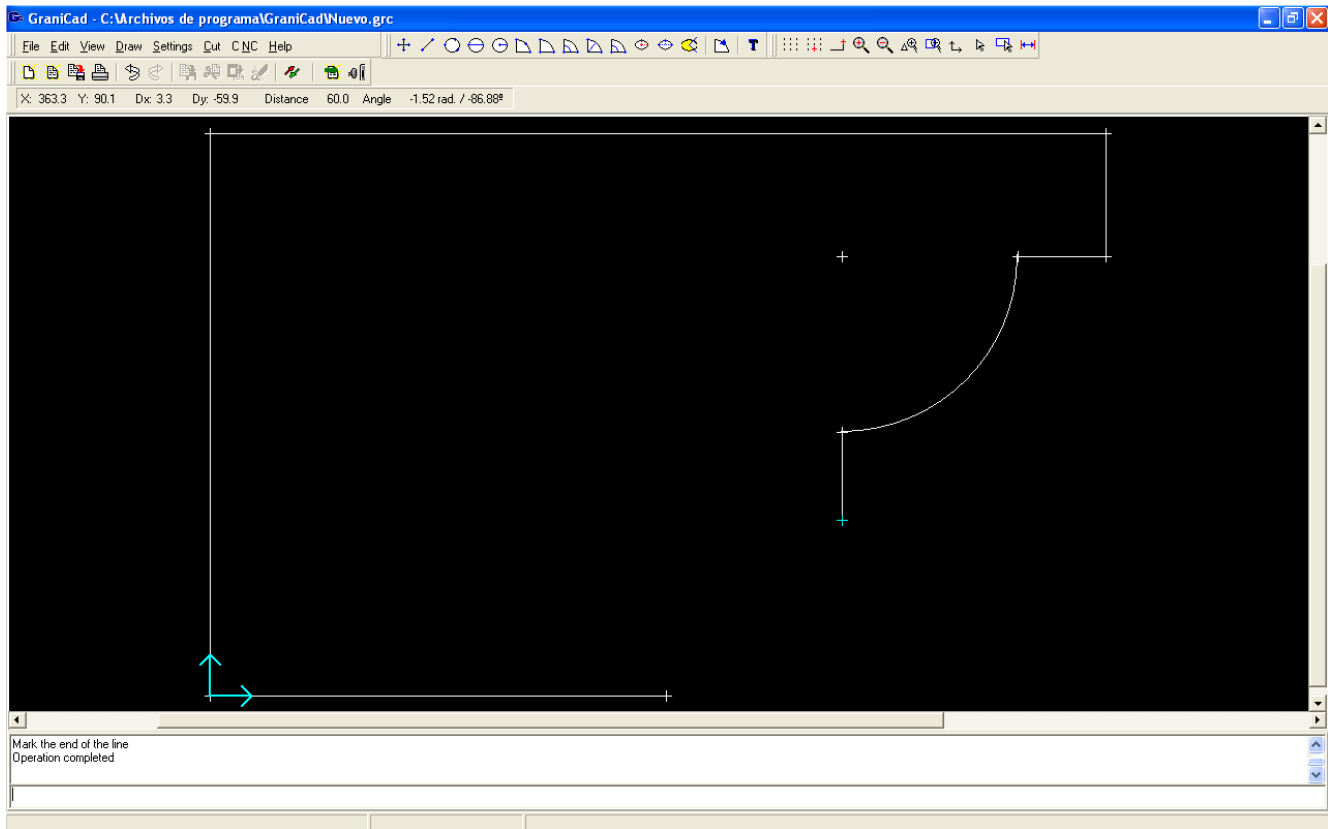 GraniCad - C:\Archivos de programa\GraniCad\Nuevo.grc
File Edit View Draw Settings Cut CNC Help
T
X: 363.3 Y: 90.1 Dx: 3.3 Dy: -59.9 Distance 60.0 Angle -1.52 rad. / -86.88º
Mark the end of the line
Operation completed